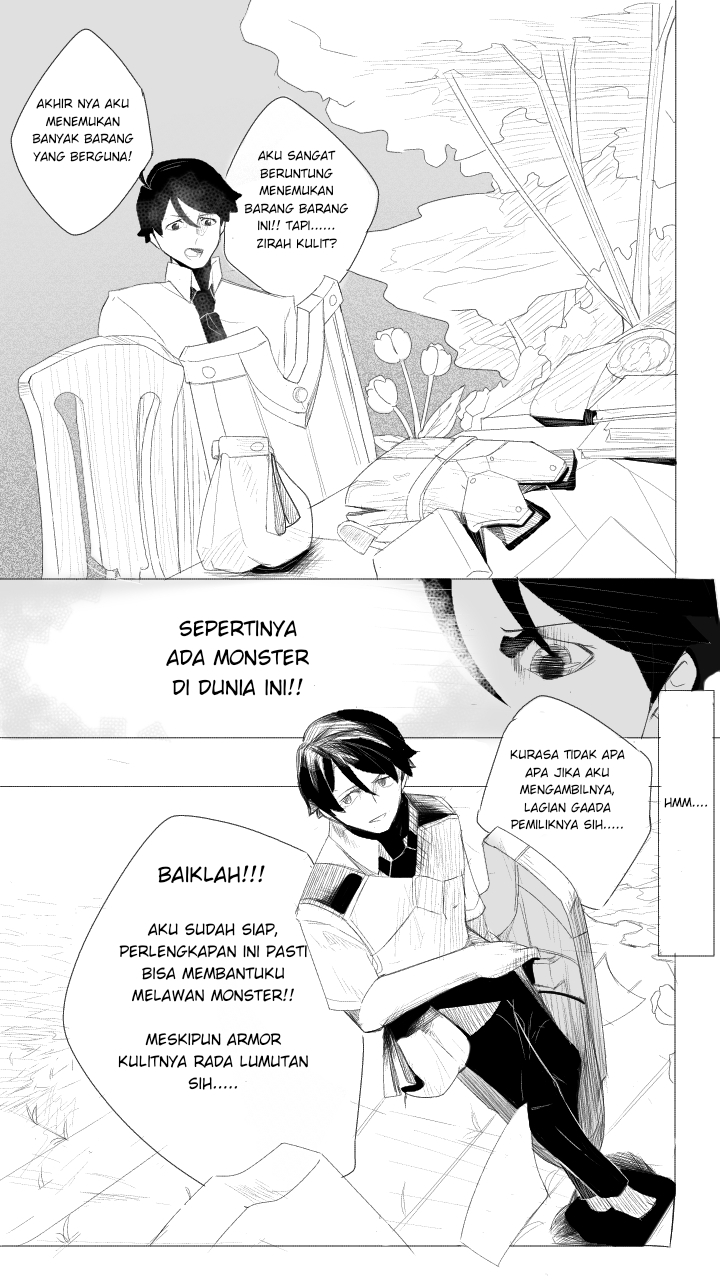 AKHIR NYA AKU
MENEMUKAN
BANYAK BARANG
YANG BERGUNA!
AKU SANGAT
BERUNTUNG
MENEMUKAN
BARANG BARANG
INI!! TAPI......
ZIRAH KULIT?
SEPERTINYA
ADA MONSTER
DI DUNIA INI!!
HMM....
KURASA TIDAK APA
APA JIKA AKU
MENGAMBILNYA,
LAGIAN GAADA
PEMILIKNYA SIH.....
BAIKLAH!!!
AKU SUDAH SIAP,
PERLENGKAPAN INI PASTI
BISA MEMBANTUKU
MELAWAN MONSTER!!
MESKIPUN ARMOR
KULITNYA RADA LUMUTAN
SIH.....